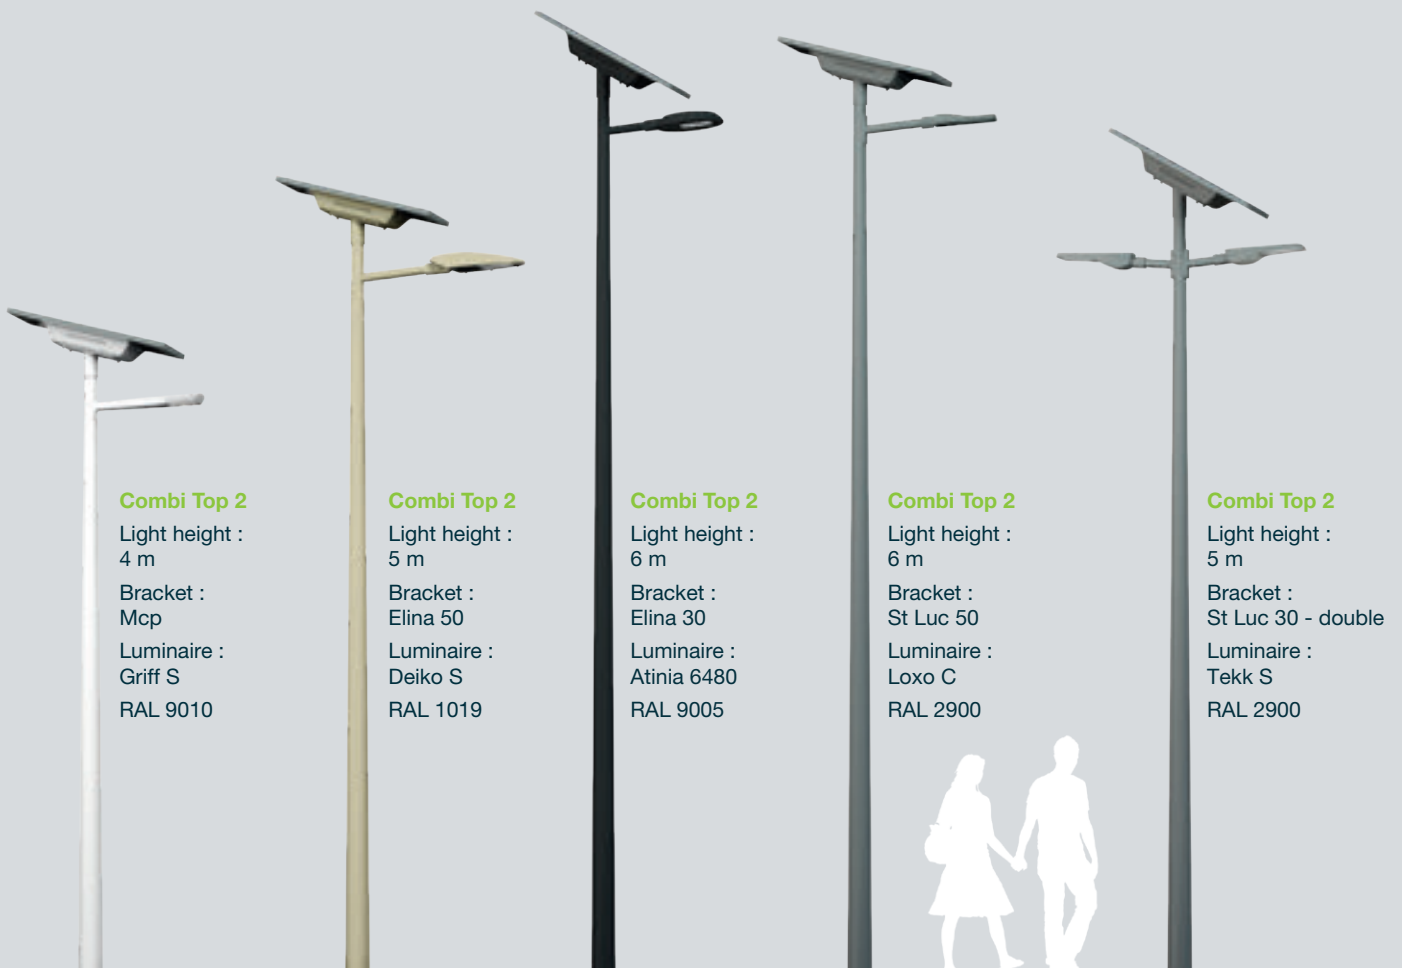 Combi Top 2
Light height :
4 m
Bracket :
Mcp
Luminaire :
Griff S
RAL 9010
Combi Top 2
Light height :
5 m
Bracket :
Elina 50
Luminaire :
Deiko S
RAL 1019
Combi Top 2
Light height :
6 m
Bracket :
Elina 30
Luminaire :
Atinia 6480
RAL 9005
Combi Top 2
Light height :
6 m
Bracket :
St Luc 50
Luminaire :
Loxo C
RAL 2900
Combi Top 2
Light height :
5 m
Bracket :
St Luc 30 - double
Luminaire :
Tekk S
RAL 2900